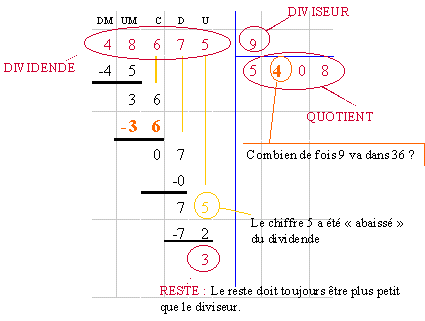 DIVISEUR
DM UM C D U
4 8 6 7 5 9
DIVIDENDE
-4 5 5 4 0 8
3 6
QUOTIENT
-3 6
0 7 Combien de fois 9 va dans 36 ?
-0
7 5
Le chiffre 5 a été « abaissé »
-7 2 du dividende
3
RESTE : Le reste doit toujours être plus petit
que le diviseur.